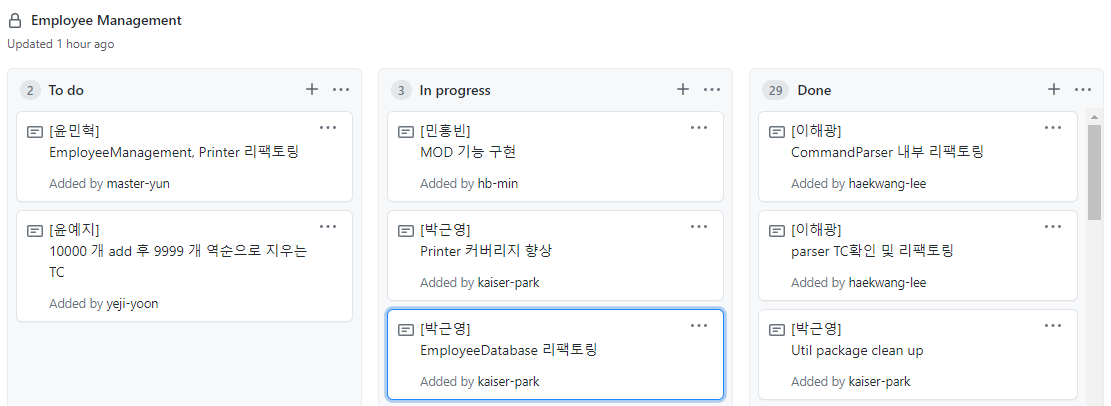 Employee Management
Updated 1 hour ago
2 To do
[윤민혁]
EmployeeManagement, Printer 리팩토링
Added by master-yun
[윤예지]
10000 개 add 후 9999 개 역순으로 지우는
TC
Added by yeji-yoon
3 In progress
[민홍빈]
MOD 기능 구현
Added by hb-min
[박근영]
Printer 커버리지 향상
Added by kaiser-park
[박근영]
EmployeeDatabase 리팩토링
Added by kaiser-park
29 Done
[이해광]
CommandParser 내부 리팩토링
Added by haekwang-lee
[이해광]
parser TC확인 및 리팩토링
Added by haekwang-lee
[박근영]
Util package clean up
Added by kaiser-park